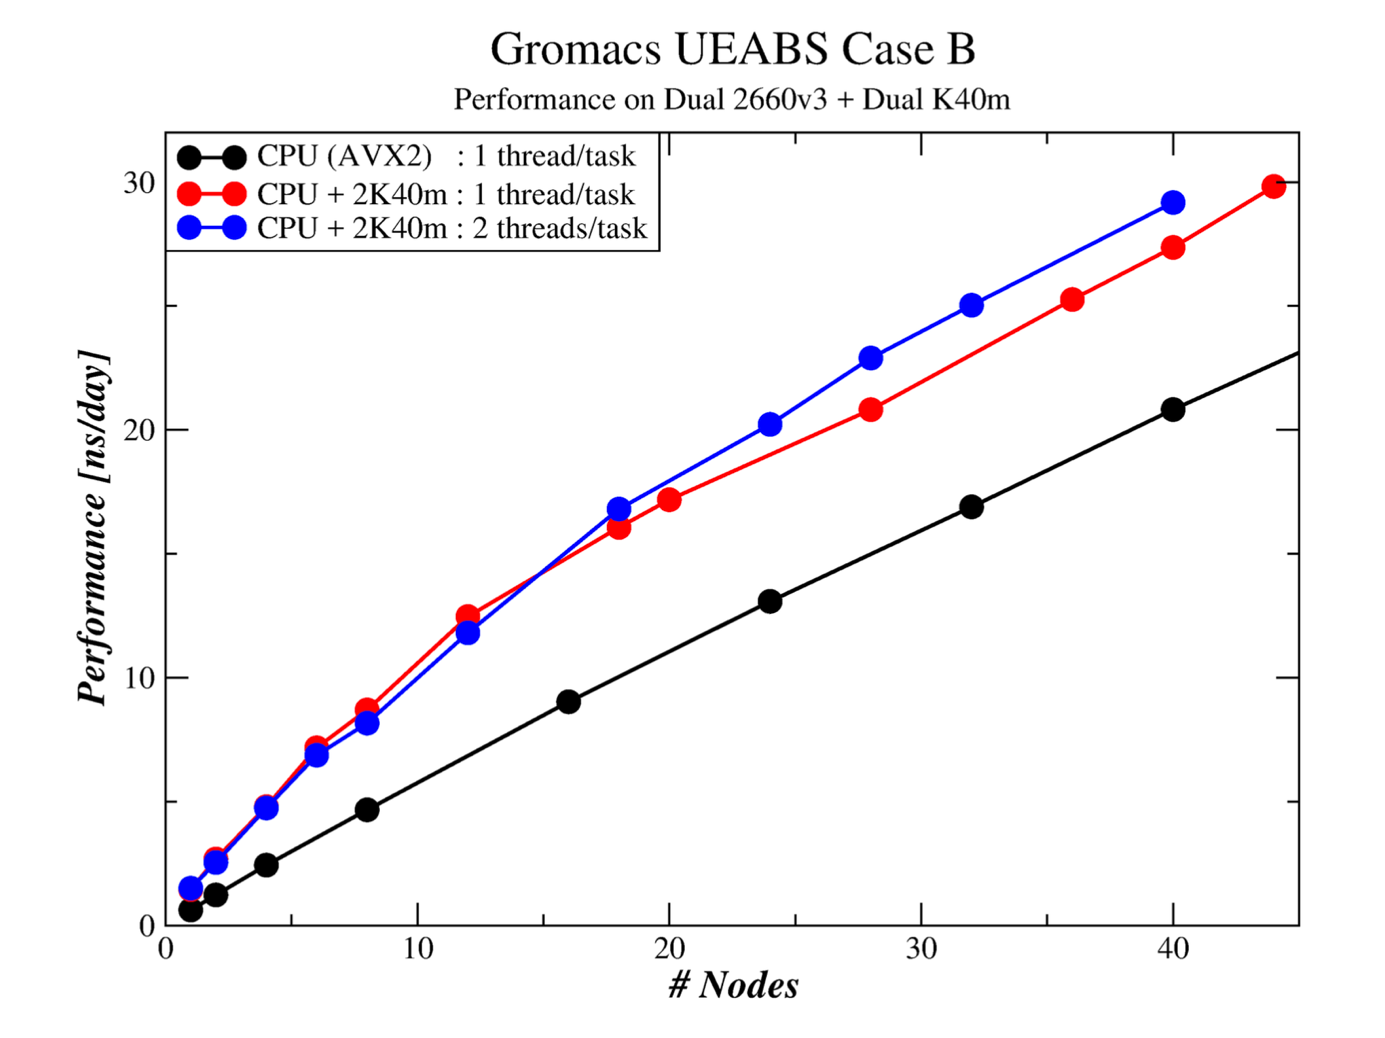 Gromacs UEABS Case B
Performance on Dual 2660v3 + Dual K40m
CPU (AVX2) : 1 thread/task
CPU + 2K40m : 1 thread/task
CPU + 2K40m : 2 threads/task
30
20
10
0
Performance [ns/day]
0 10 20 30 40
# Nodes